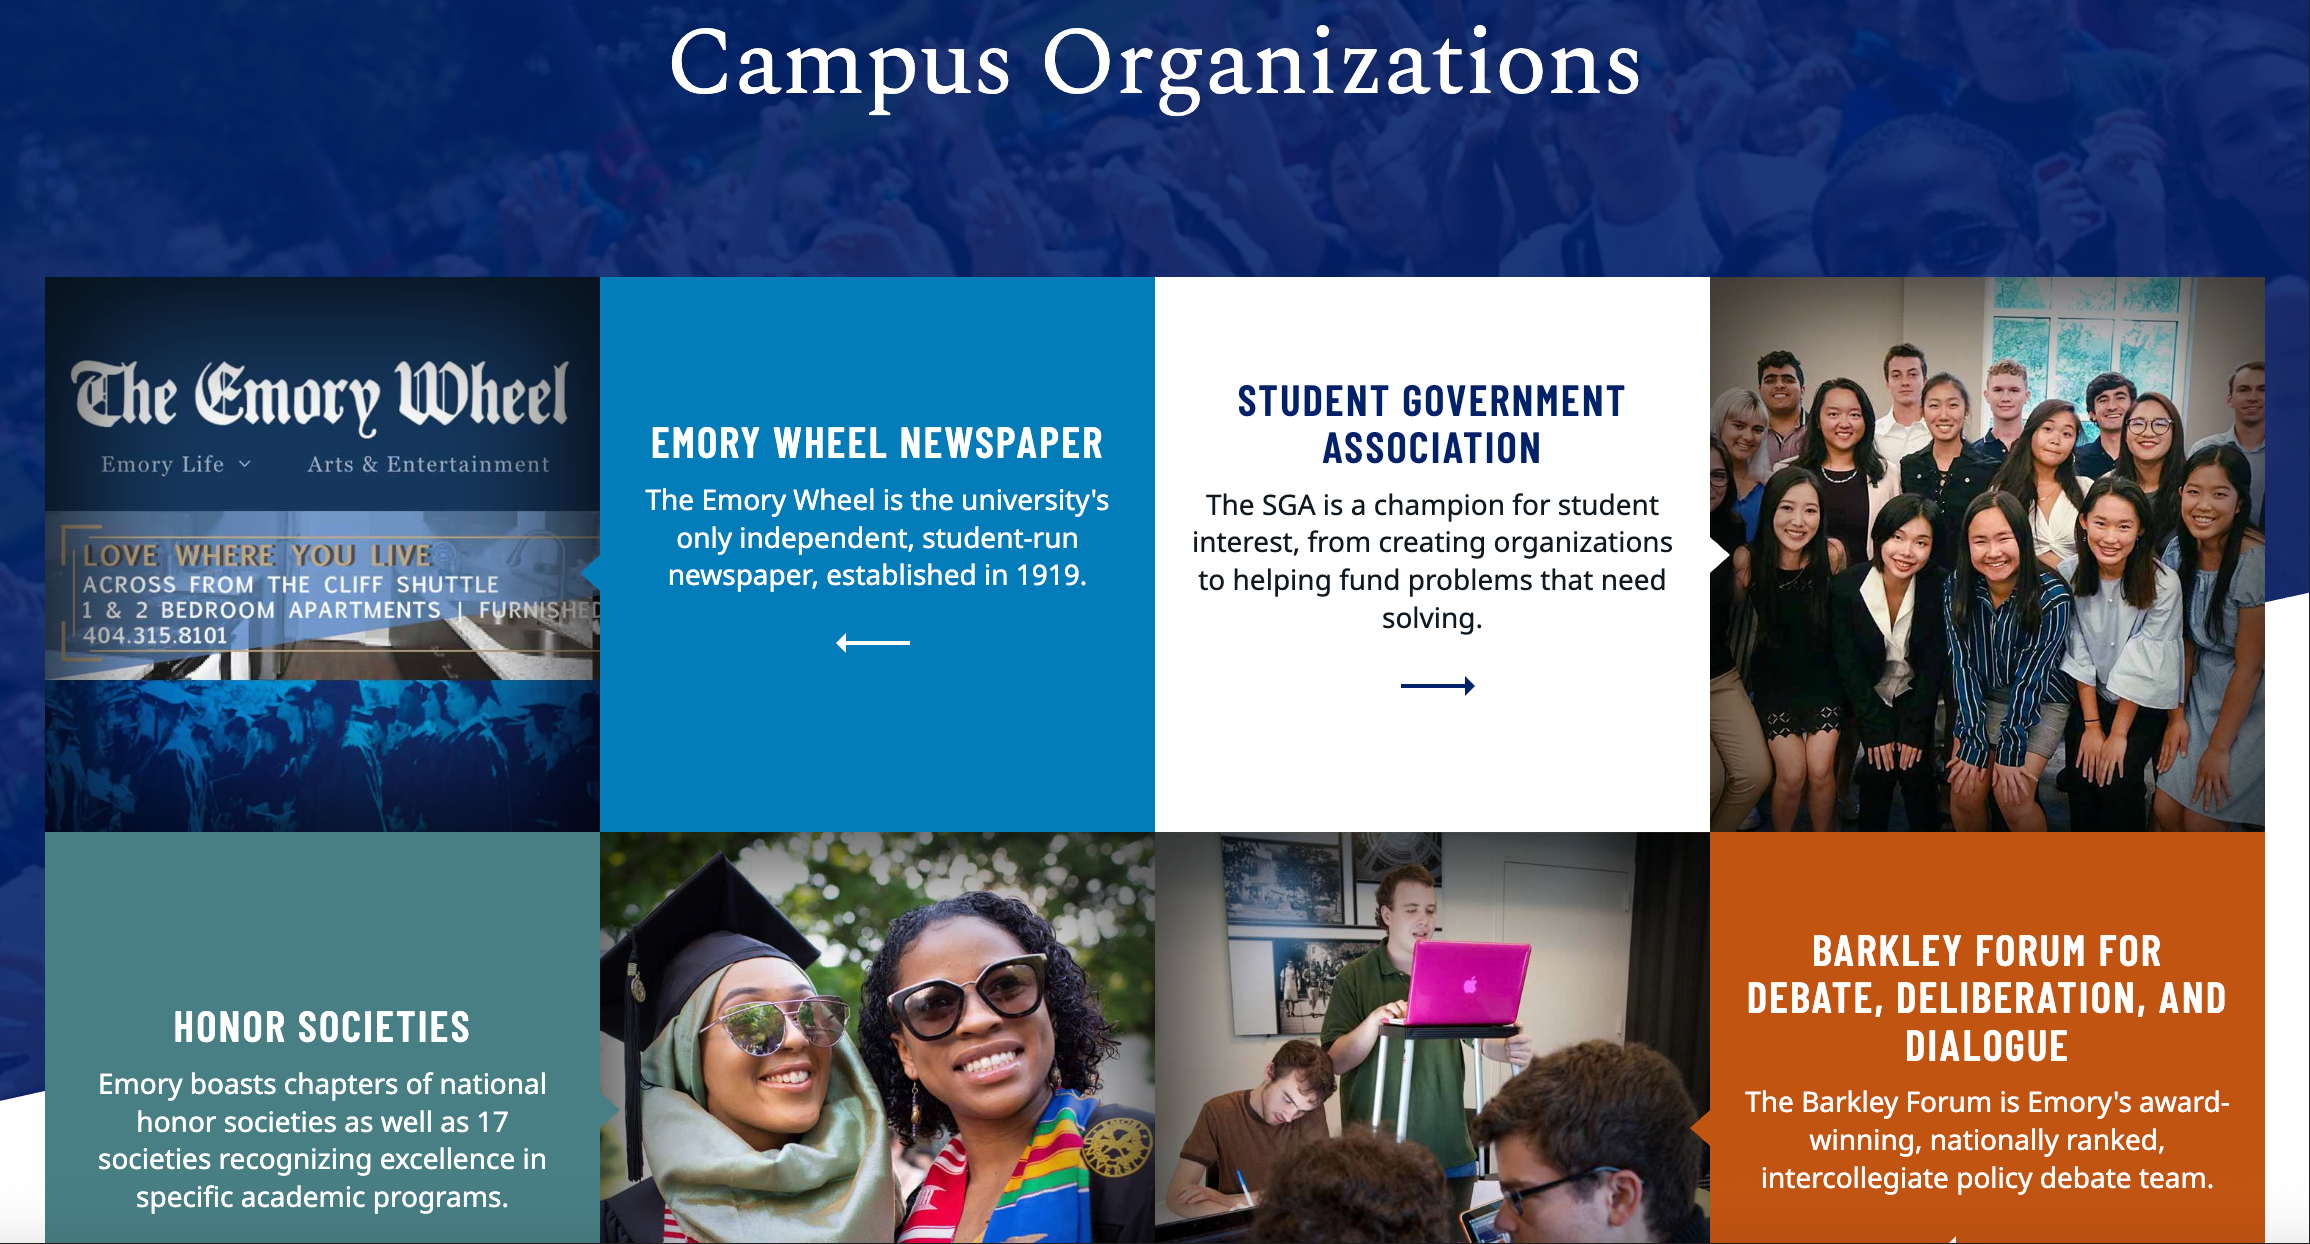 Campus Organizations
The Emory Wheel
Emory Life
Arts & Entertainment
LOVE WHERE YOU LIVE
ACROSS FROM THE CLIFF SHUTTLE
1 & 2 BEDROOM APARTMENTS | FURNISHED
404.315.8101
EMORY WHEEL NEWSPAPER
The Emory Wheel is the university's
only independent, student-run
newspaper, established in 1919.
STUDENT GOVERNMENT
ASSOCIATION
The SGA is a champion for student
interest, from creating organizations
to helping fund problems that need
solving.
HONOR SOCIETIES
Emory boasts chapters of national
honor societies as well as 17
societies recognizing excellence in
specific academic programs.
BARKLEY FORUM FOR
DEBATE, DELIBERATION, AND
DIALOGUE
The Barkley Forum is Emory's award-
winning, nationally ranked,
intercollegiate policy debate team.